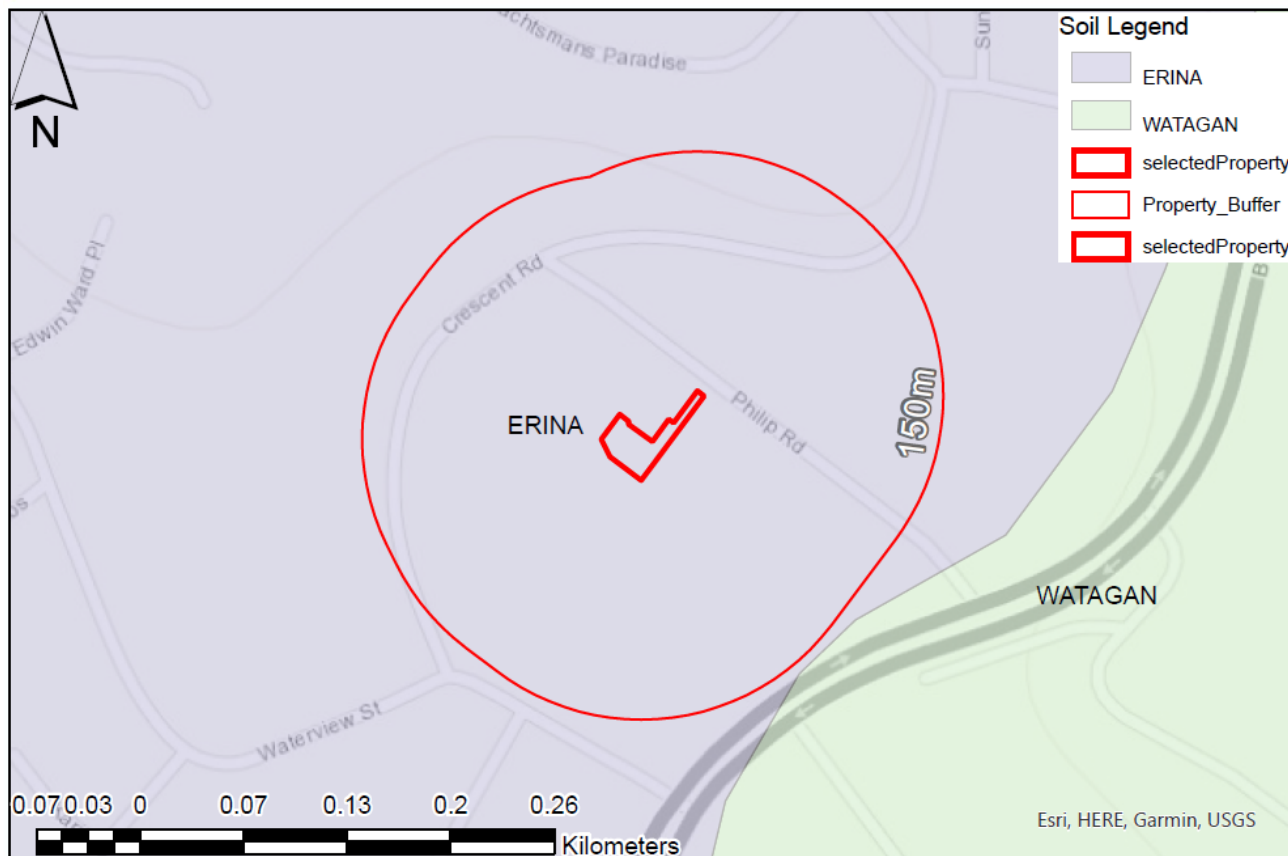 achtsmans Paradise
Sun
Soil Legend
ERINA
WATAGAN
selectedProperty
Property_Buffer
selectedProperty
N
Edwin Ward Pl
Crescent Rd
B
150m
ERINA
Philip Rd
os
WATAGAN
Waterview St
0.07 0.03 0 0.07 0.13 0.2 0.26
Kilometers
Esri, HERE, Garmin, USGS